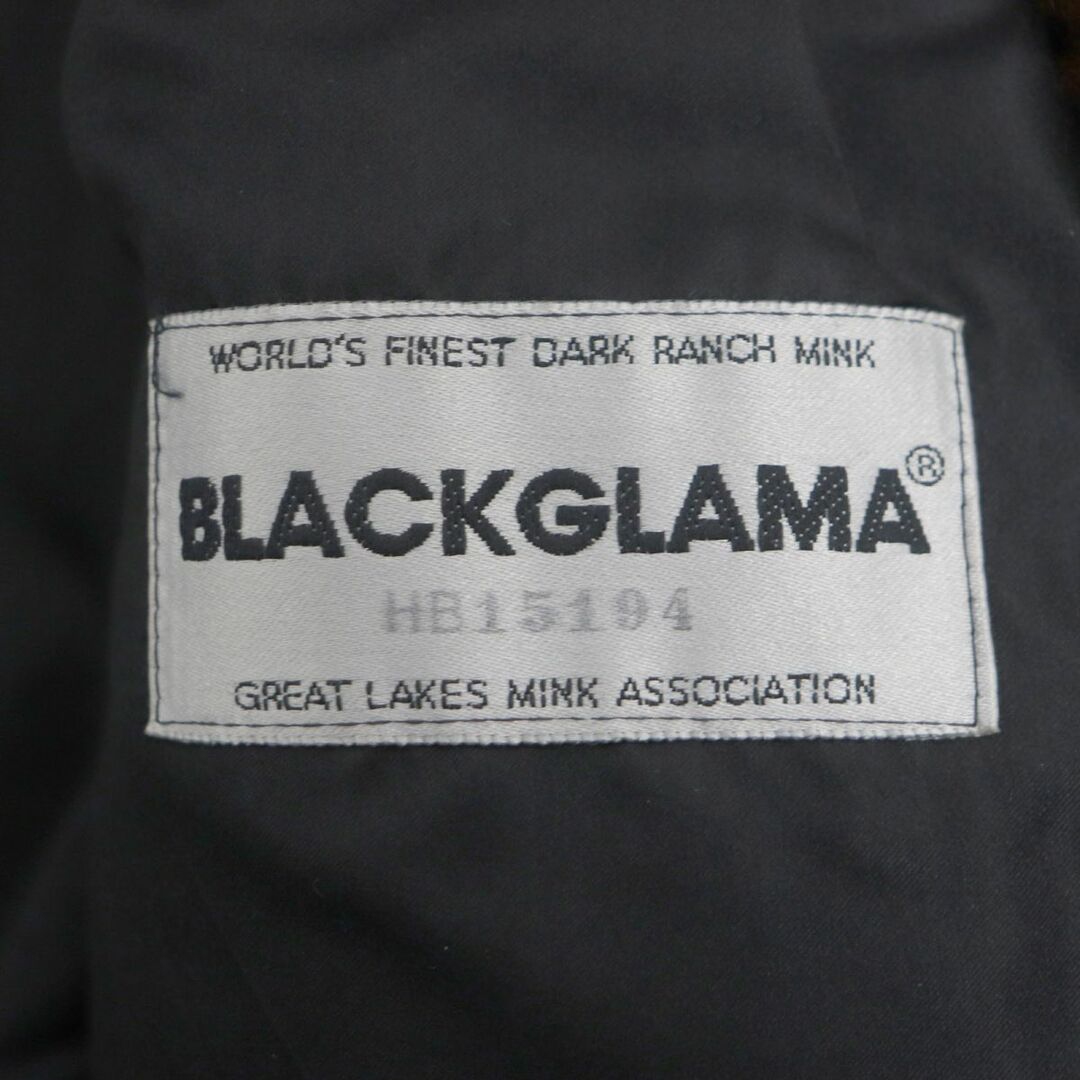 WORLD'S FINEST DARK RANCH MINK
BLACKGLAMA®
HB15194
GREAT LAKES MINK ASSOCIATION